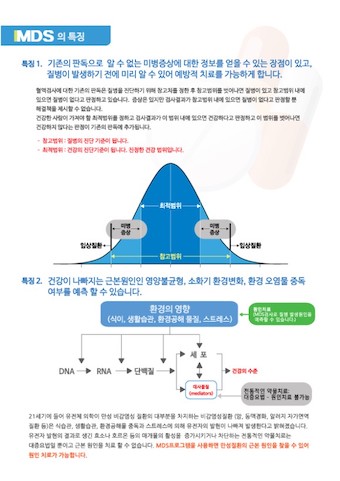 IMDS 의 특징
특징 1. 기존의 판독으로 알 수 없는 미병증상에 대한 정보를 얻을 수 있는 장점이 있고,
질병이 발생하기 전에 미리 알 수 있어 예방적 치료를 가능하게 합니다.
혈액검사에 대한 기존의 판독은 질병을 진단하기 위해 참고치를 정한 후 참고범위를 벗어나면 질병이 있고 참고범위 내에
있으면 질병이 없다고 판정하고 있습니다. 증상은 있지만 검사결과가 참고범위 내에 있으면 질병이 없다고 판정할 뿐
해결책을 제시할 수 없습니다.
건강한 사람이 가져야 할 최적범위를 정하고 검사결과가 이 범위 내에 있으면 건강하다고 판정하고 이 범위를 벗어나면
건강하지 않다는 판정이 기존의 판독에 추가됩니다.
- 참고범위 : 질병의 진단 기준이 됩니다.
- 최적범위 : 건강의 진단기준이 됩니다. 진정한 건강 범위입니다.
최적범위
미병
증상
미병
증상
임상질환
임상질환
참고범위
특징 2. 건강이 나빠지는 근본원인인 영양불균형, 소화기 환경변화, 환경 오염물 중독
여부를 예측 할 수 있습니다.
환경의 영향
(식이, 생활습관, 환경공해 물질, 스트레스)
원인치료
(MDS검사로 질병 발생원인을
예측할 수 있습니다.)
DNA
RNA
단백질
세 포
건강의 수준
대사물질
(mediators)
전통적인 약물치료:
대증요법 - 원인치료 불가능
21세기에 들어 유전체 의학이 만성 비감염성 질환의 대부분을 차지하는 비감염성질환 (암, 동맥경화, 알러지 자가면역
질환 등)은 식습관, 생활습관, 환경공해물질 중독과 스트레스에 의해 유전자의 발현이 나빠져 발생한다고 밝혀졌습니다.
유전자 발현의 결과로 생긴 효소나 호르몬 등의 매개물의 활성을 증가시키거나 차단하는 전통적인 약물치료는
대증요법일 뿐이고 근본 원인을 치료 할 수 없습니다. MDS프로그램을 사용하면 만성질환의 근본 원인을 찾을 수 있어
원인 치료가 가능합니다.